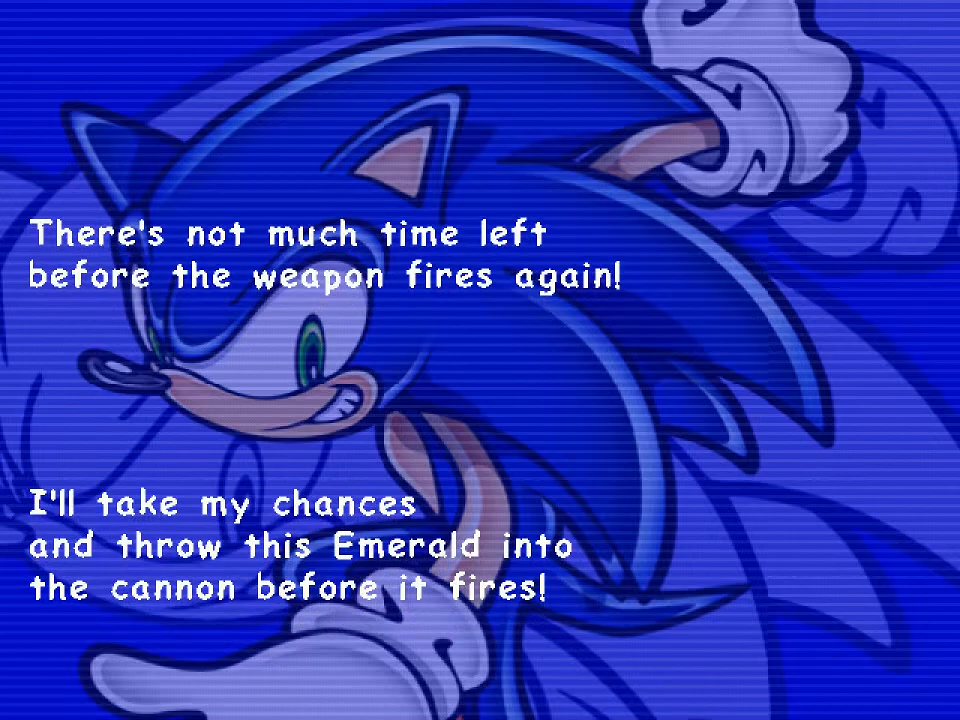 There's not much time left
before the weapon fires again!
I'll take my chances
and throw this Emerald into
the cannon before it fires!